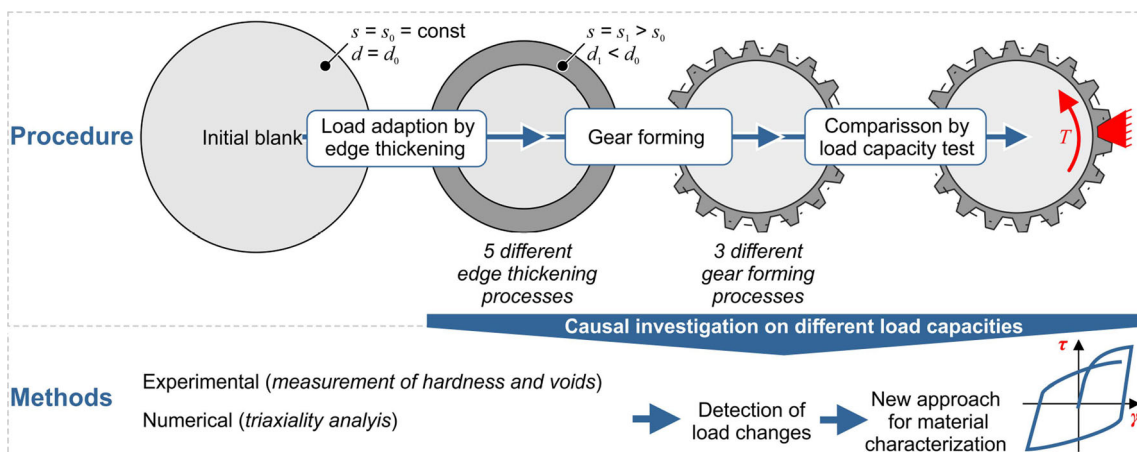 s = s₀ = const
d = d₀
s = s₁ > s₀
d₁ < d₀
Procedure
Initial blank
Load adaption by
edge thickening
Gear forming
Comparisson by
load capacity test
T
5 different
edge thickening
processes
3 different
gear forming
processes
Causal investigation on different load capacities
Methods
Experimental (measurement of hardness and voids)
Numerical (triaxiality analyis)
Detection of
load changes
New approach
for material
characterization
τ
γ